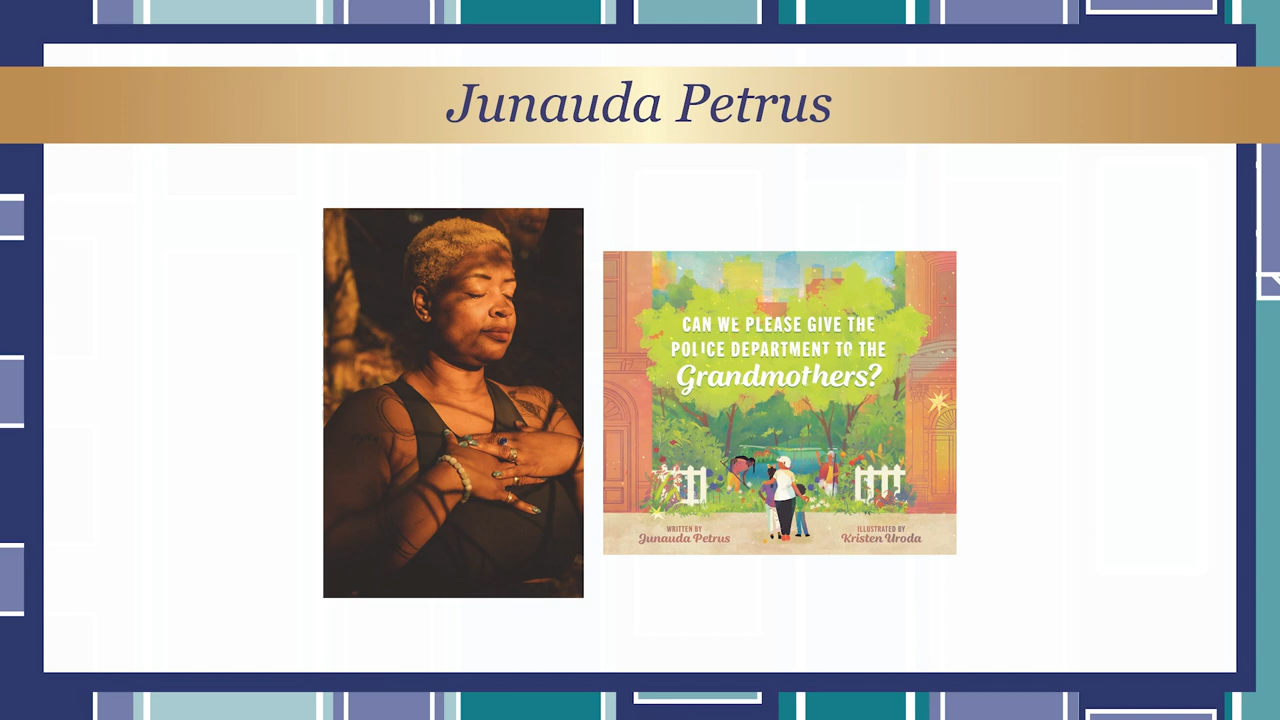 Junauda Petrus
CAN WE PLEASE GIVE THE
POLICE DEPARTMENT TO THE
Grandmothers?
WRITTEN BY
Junauda Petrus
ILLUSTRATED BY
Kristen Uroda